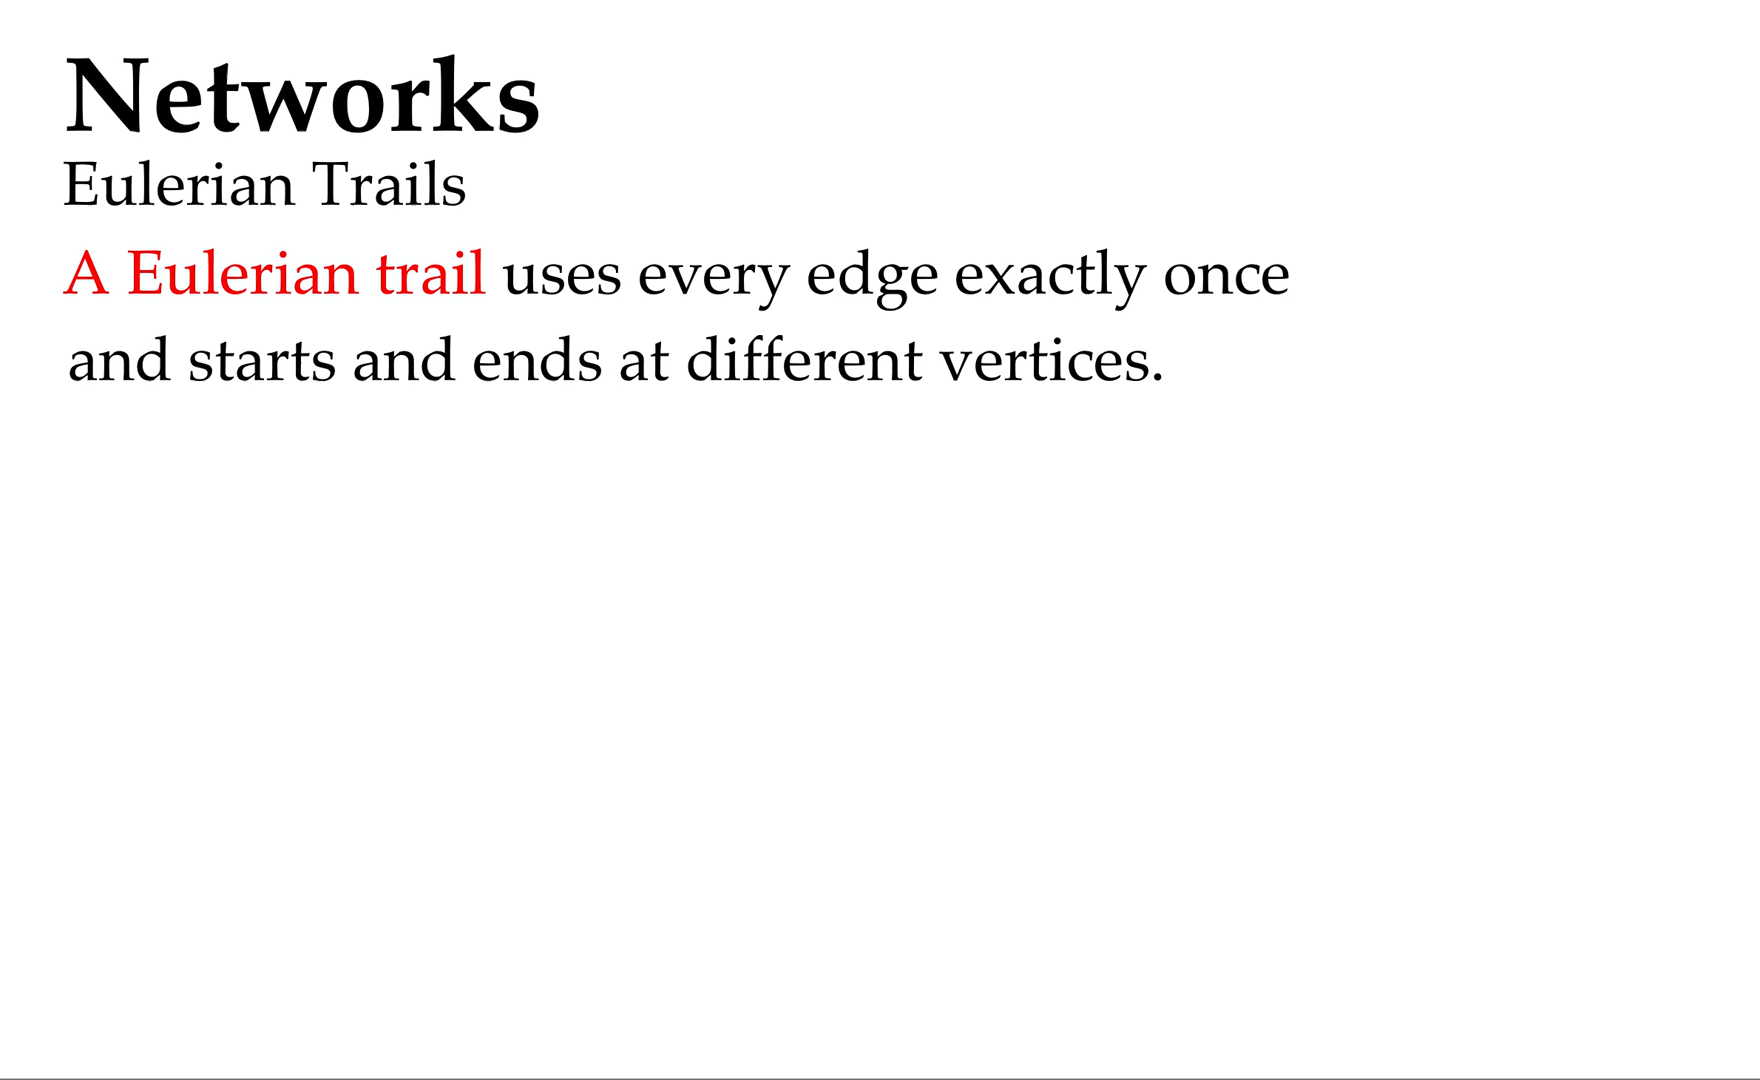 Networks
Eulerian Trails
A Eulerian trail uses every edge exactly once
and starts and ends at different vertices.